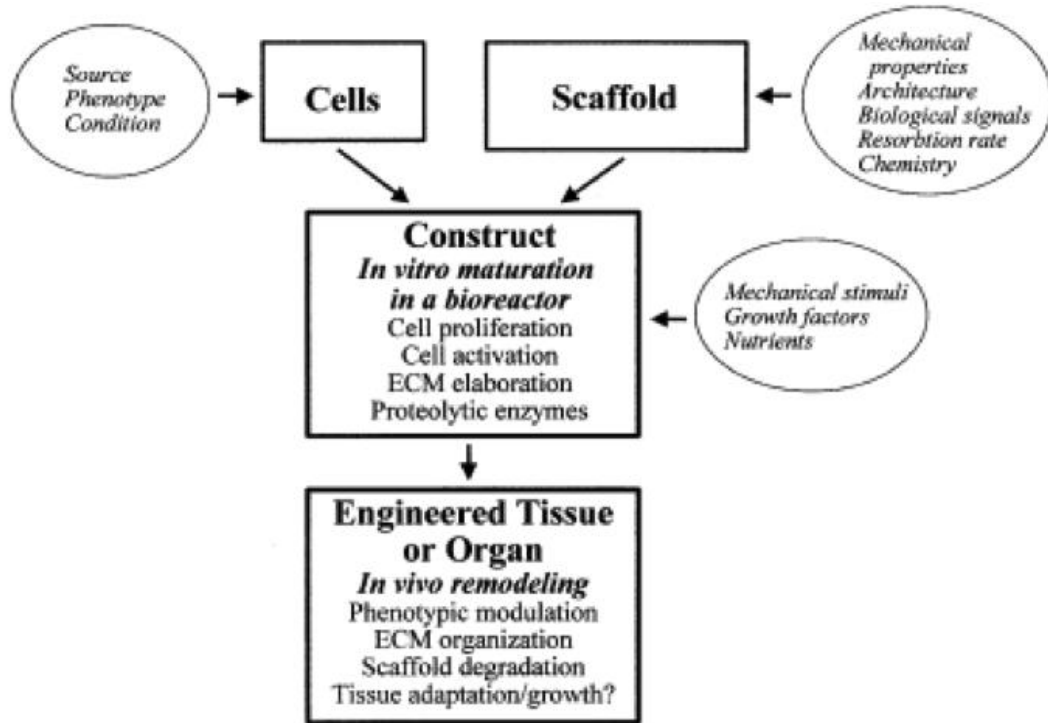 Source
Phenotype
Condition
Cells
Scaffold
Mechanical
properties
Architecture
Biological signals
Resorbtion rate
Chemistry
Construct
In vitro maturation
in a bioreactor
Cell proliferation
Cell activation
ECM elaboration
Proteolytic enzymes
Mechanical stimuli
Growth factors
Nutrients
Engineered Tissue
or Organ
In vivo remodeling
Phenotypic modulation
ECM organization
Scaffold degradation
Tissue adaptation/growth?